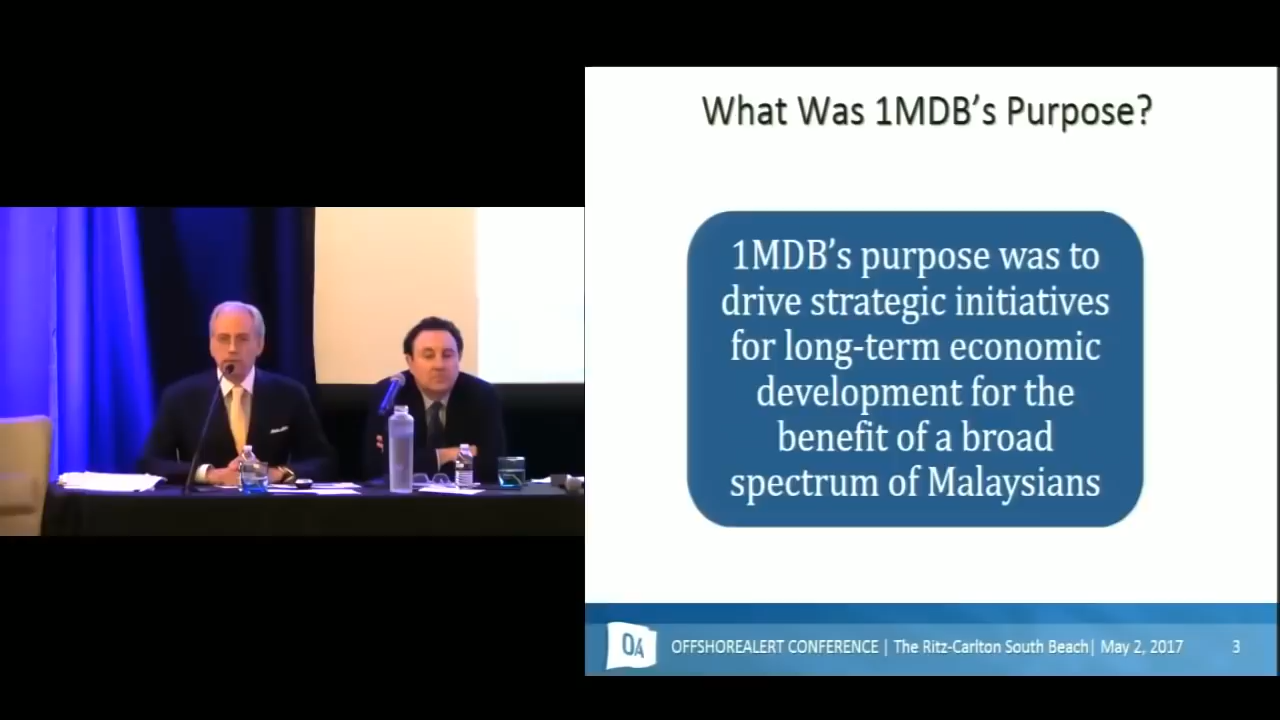 What Was 1MDB’s Purpose?
1MDB’s purpose was to
drive strategic initiatives
for long-term economic
development for the
benefit of a broad
spectrum of Malaysians
OA
OFFSHOREALERT CONFERENCE | The Ritz-Carlton South Beach| May 2, 2017
3